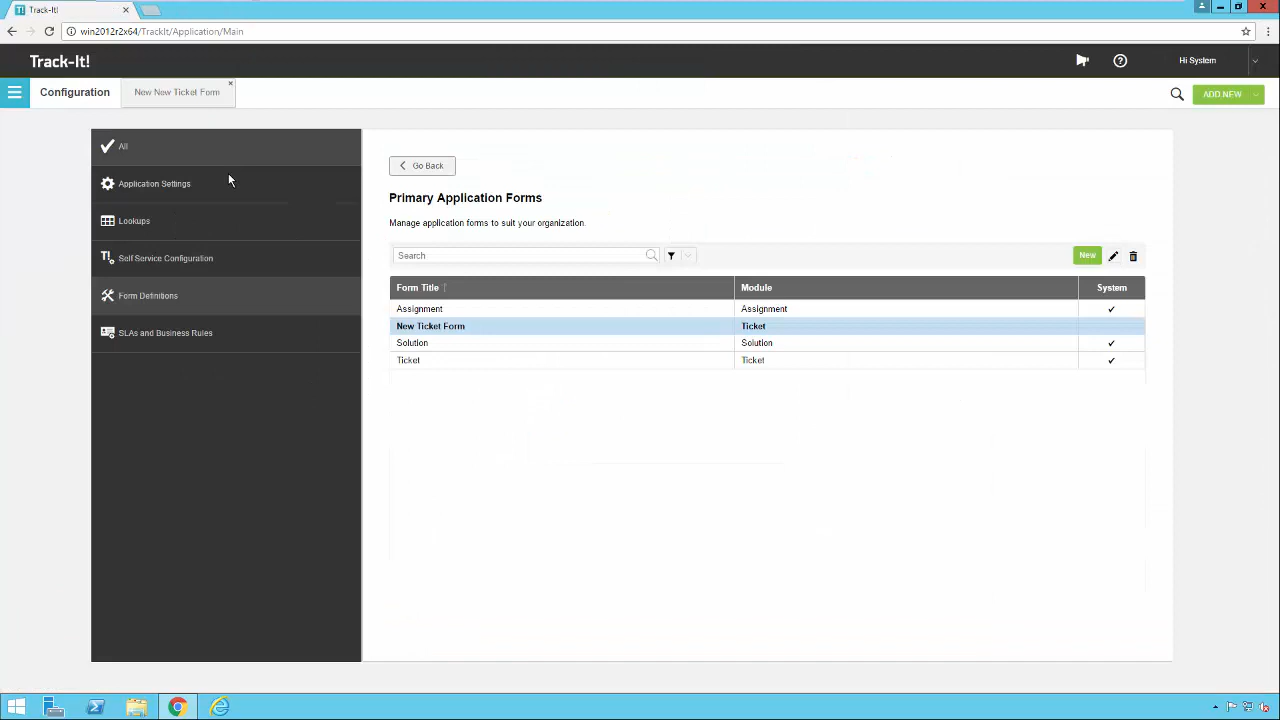 Track-It!
win2012r2x64/TrackIt/Application/Main
Track-It!
Hi System
Configuration
New New Ticket Form
ADD NEW
All
Application Settings
Lookups
Self Service Configuration
Form Definitions
SLAs and Business Rules
Go Back
Primary Application Forms
Manage application forms to suit your organization.
Search
New
Form Title Module System
Assignment Assignment
New Ticket Form Ticket
Solution Solution
Ticket Ticket